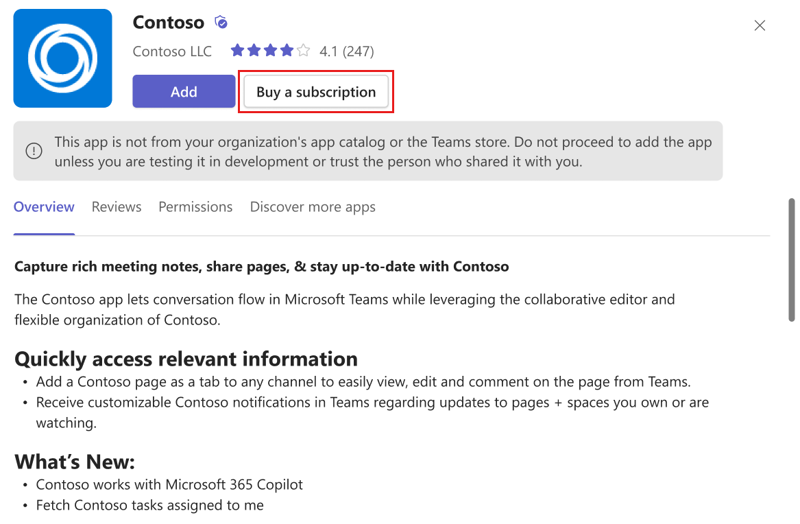 Contoso
Contoso LLC 4.1 (247)
Add Buy a subscription
This app is not from your organization's app catalog or the Teams store. Do not proceed to add the app
unless you are testing it in development or trust the person who shared it with you.
Overview Reviews Permissions Discover more apps
Capture rich meeting notes, share pages, & stay up-to-date with Contoso
The Contoso app lets conversation flow in Microsoft Teams while leveraging the collaborative editor and
flexible organization of Contoso.
Quickly access relevant information
• Add a Contoso page as a tab to any channel to easily view, edit and comment on the page from Teams.
• Receive customizable Contoso notifications in Teams regarding updates to pages + spaces you own or are
watching.
What's New:
• Contoso works with Microsoft 365 Copilot
• Fetch Contoso tasks assigned to me